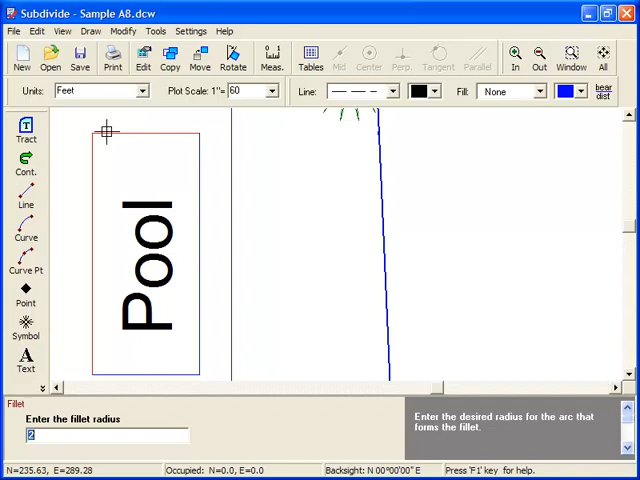 Subdivide - Sample A8.dcw
File Edit View Draw Modify Tools Settings Help
New Open Save Print Edit Copy Move Rotate Meas. Tables Mid Center Perp. Tangent Parallel In Out Window All
Units: Feet Plot Scale: 1"= 60 Line: Fill: None bear dist
Tract
Cont.
Line
Curve
Curve Pt
Point
Symbol
A
Text
Pool
Fillet
Enter the fillet radius
2
Enter the desired radius for the arc that
forms the fillet.
N=235.63, E=289.28 Occupied: N=0.0, E=0.0 Backsight: N 00°00'00" E Press 'F1' key for help.